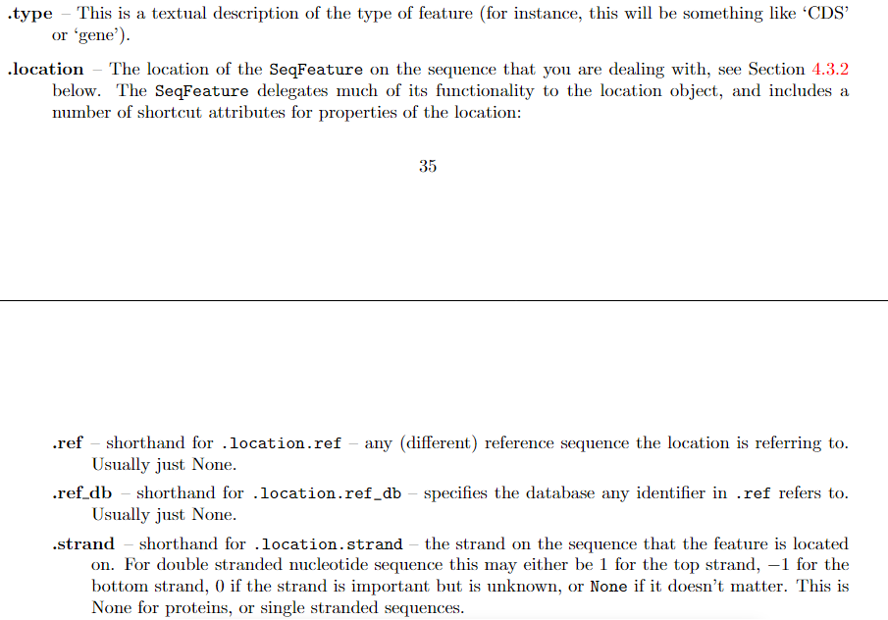 .type – This is a textual description of the type of feature (for instance, this will be something like ‘CDS’
or ‘gene’).
.location – The location of the SeqFeature on the sequence that you are dealing with, see Section 4.3.2
below. The SeqFeature delegates much of its functionality to the location object, and includes a
number of shortcut attributes for properties of the location:
35
.ref – shorthand for .location.ref – any (different) reference sequence the location is referring to.
Usually just None.
.ref_db – shorthand for .location.ref_db – specifies the database any identifier in .ref refers to.
Usually just None.
.strand – shorthand for .location.strand – the strand on the sequence that the feature is located
on. For double stranded nucleotide sequence this may either be 1 for the top strand, −1 for the
bottom strand, 0 if the strand is important but is unknown, or None if it doesn’t matter. This is
None for proteins, or single stranded sequences.